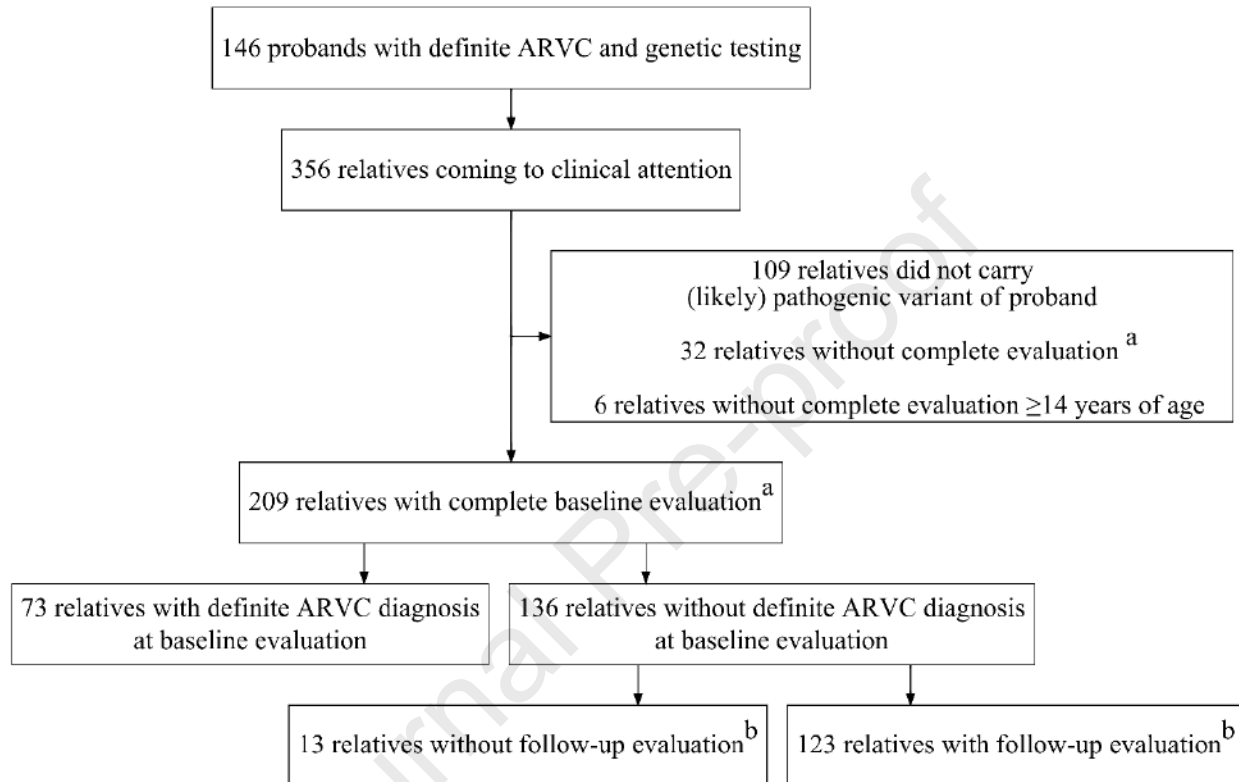 146 probands with definite ARVC and genetic testing
356 relatives coming to clinical attention
109 relatives did not carry
(likely) pathogenic variant of proband
32 relatives without complete evaluation a
6 relatives without complete evaluation ≥14 years of age
209 relatives with complete baseline evaluation a
73 relatives with definite ARVC diagnosis
at baseline evaluation
136 relatives without definite ARVC diagnosis
at baseline evaluation
13 relatives without follow-up evaluation b
123 relatives with follow-up evaluation b
Journal Pre-proof